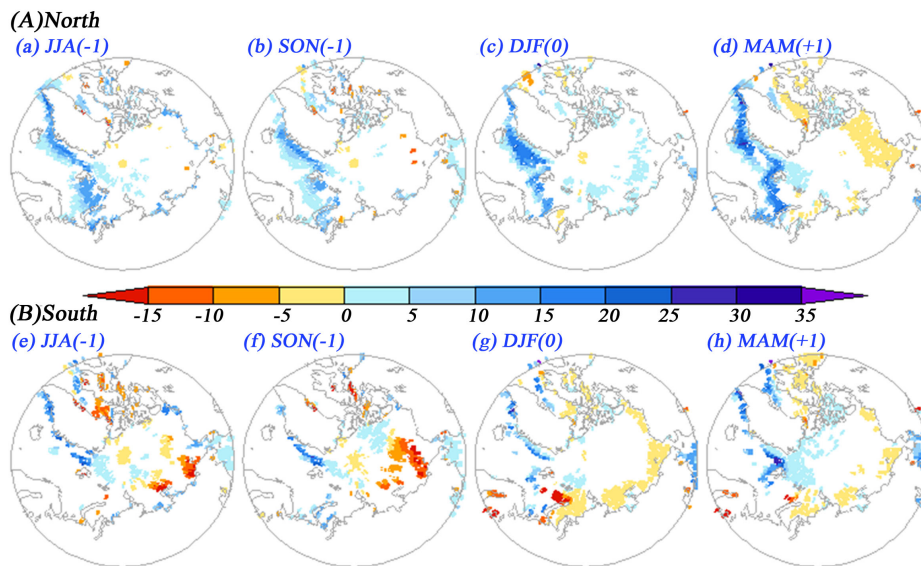 (A)North
(a) JJA(-1) (b) SON(-1) (c) DJF(0) (d) MAM(+1)
(B)South -15 -10 -5 0 5 10 15 20 25 30 35
(e) JJA(-1) (f) SON(-1) (g) DJF(0) (h) MAM(+1)